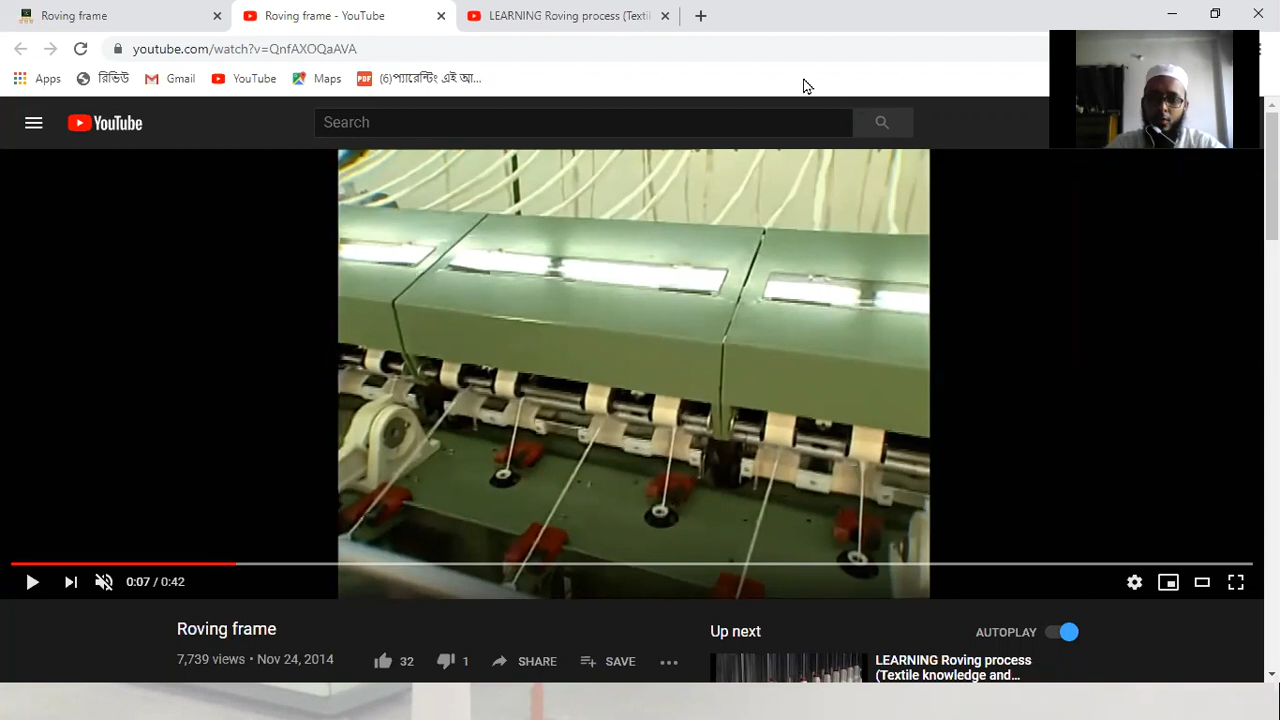 Roving frame
Roving frame - YouTube
LEARNING Roving process (Textil
youtube.com/watch?v=QnfAXOQaAVA
Apps
রিভিউ
Gmail
YouTube
Maps
PDF
(6)প্যারেন্টিং এই আ...
YouTube
Search
0:07 / 0:42
Roving frame
7,739 views • Nov 24, 2014
32
1
SHARE
SAVE
Up next
AUTOPLAY
LEARNING Roving process
(Textile knowledge and...